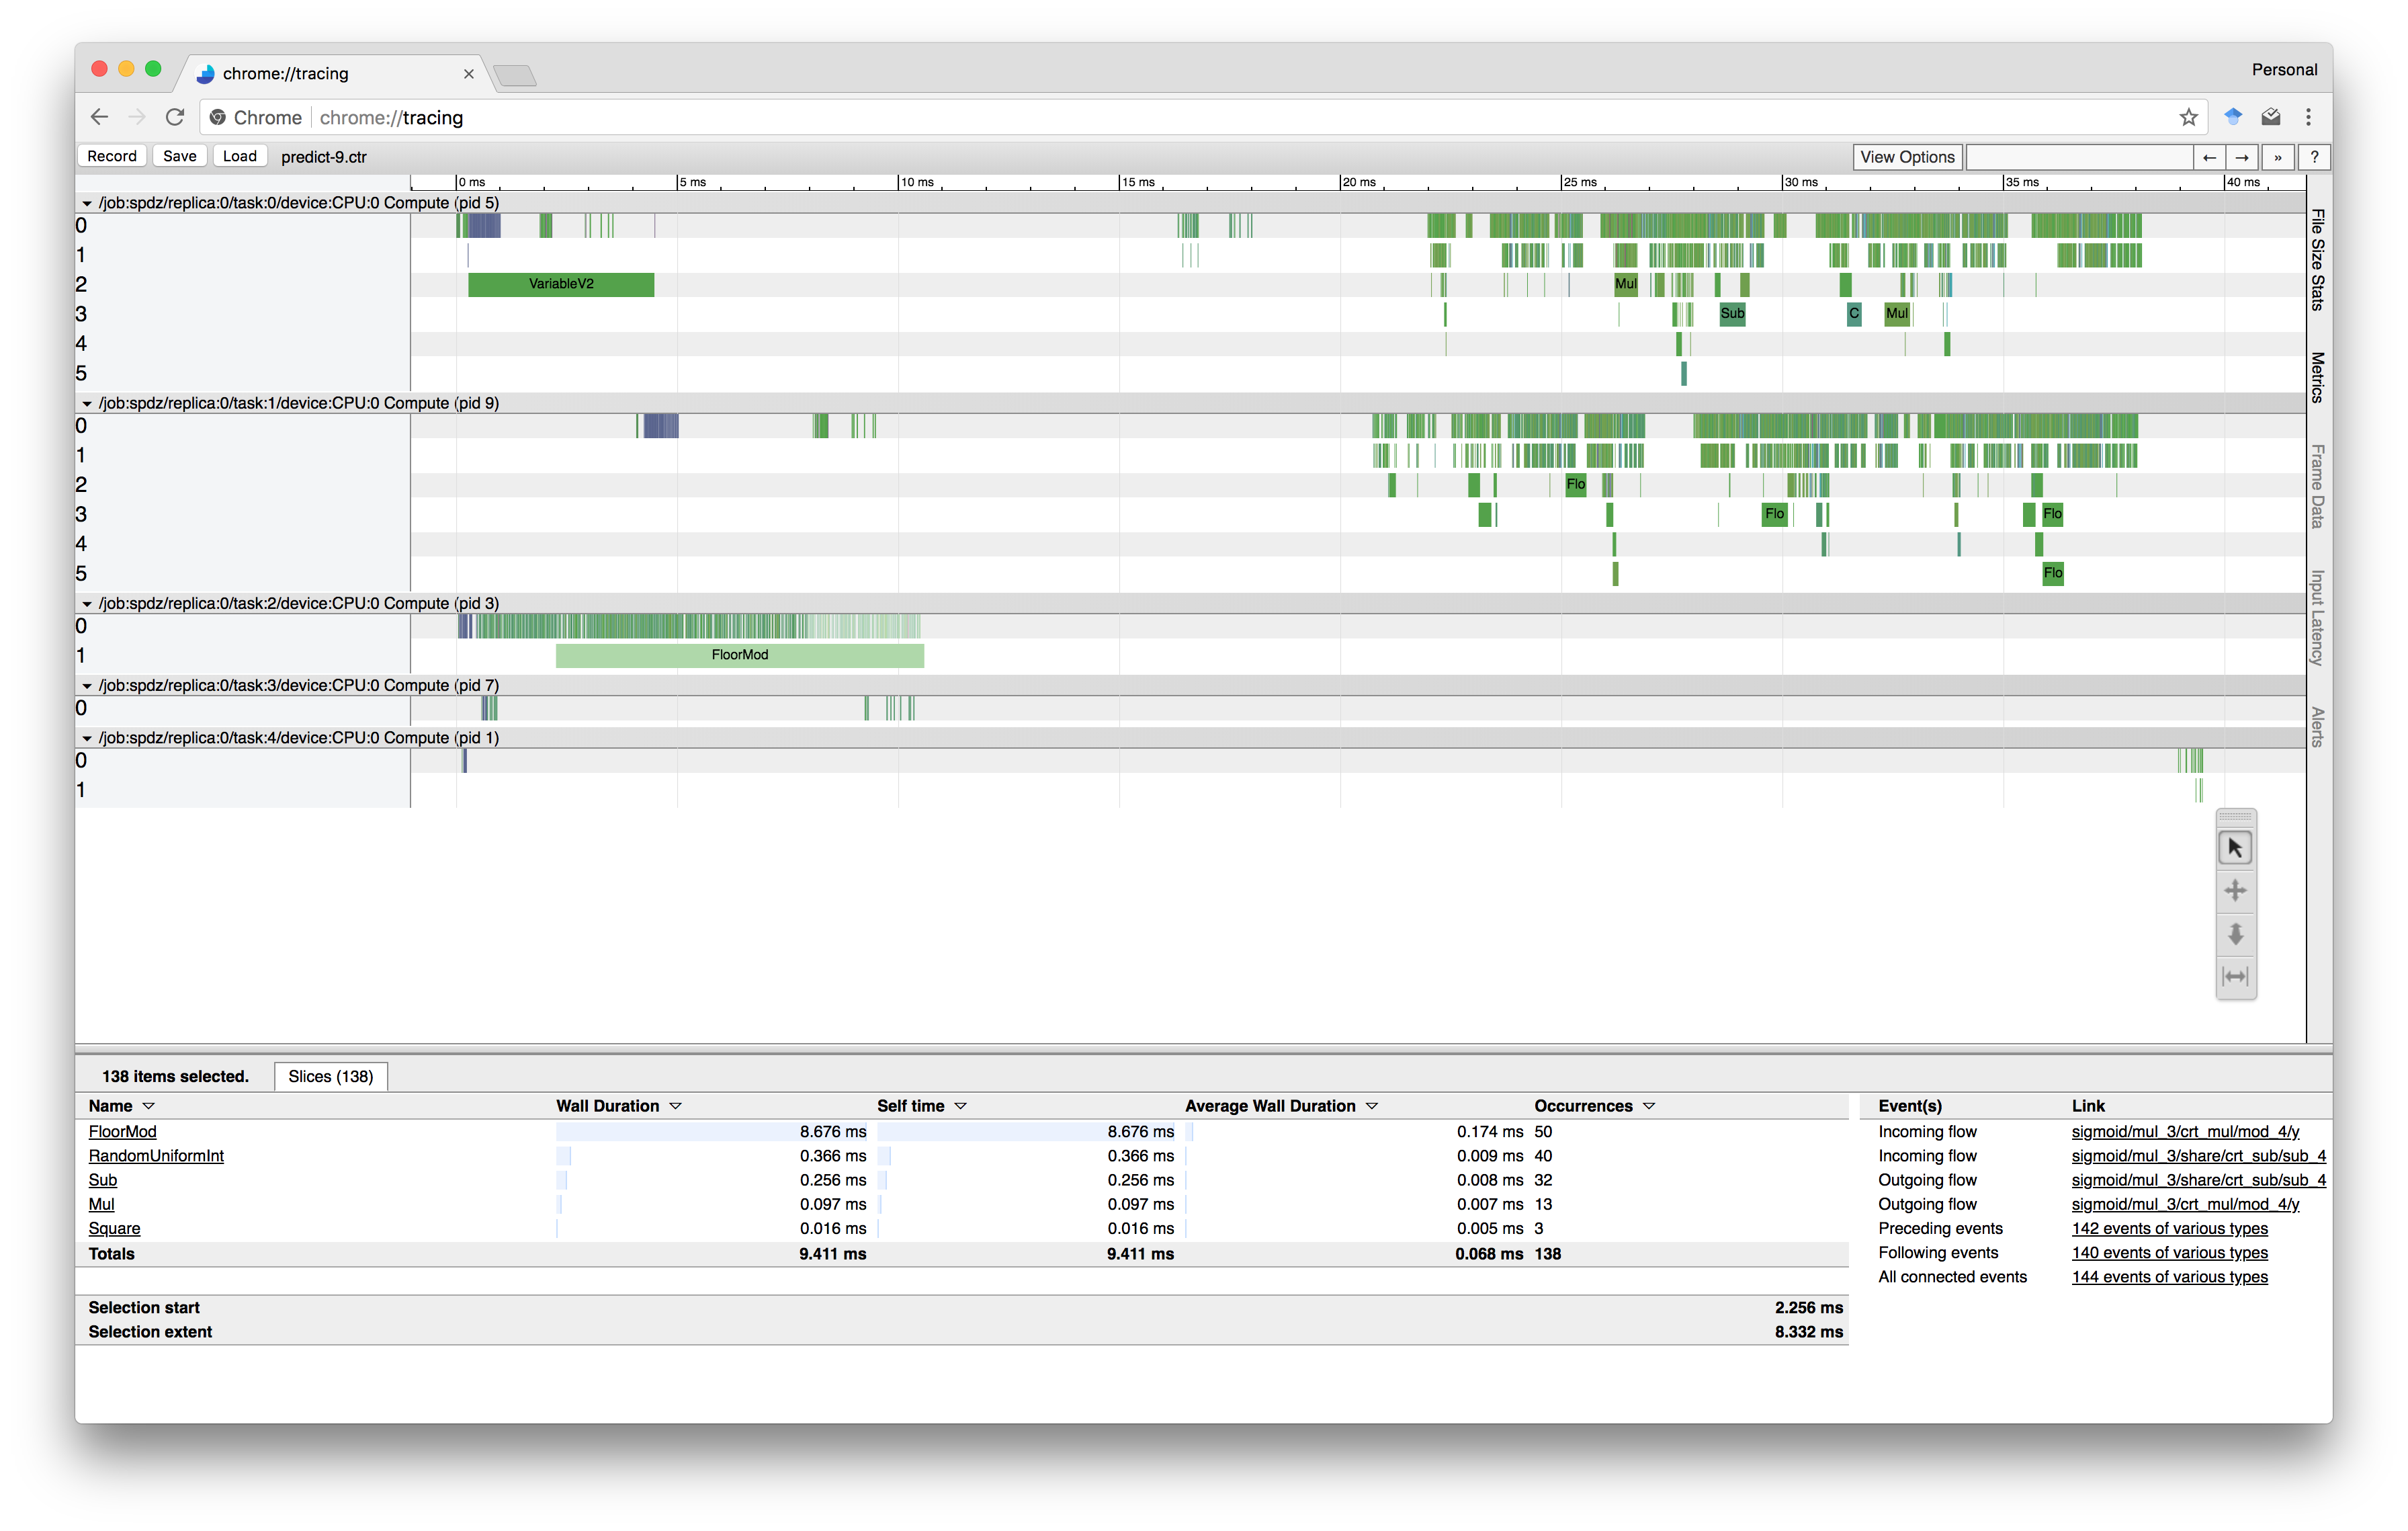 chrome://tracing
Personal
Chrome chrome://tracing
Record Save Load predict-9.ctr View Options ← → » ?
0 ms 5 ms 10 ms 15 ms 20 ms 25 ms 30 ms 35 ms 40 ms
/job:spdz/replica:0/task:0/device:CPU:0 Compute (pid 5)
0
1
2 VariableV2 Mul
3 Sub C Mul
4
5
/job:spdz/replica:0/task:1/device:CPU:0 Compute (pid 9)
0
1
2 Flo
3 Flo Flo
4
5 Flo
/job:spdz/replica:0/task:2/device:CPU:0 Compute (pid 3)
0
1 FloorMod
/job:spdz/replica:0/task:3/device:CPU:0 Compute (pid 7)
0
/job:spdz/replica:0/task:4/device:CPU:0 Compute (pid 1)
0
1
File Size Stats
Metrics
Frame Data
Input Latency
Alerts
138 items selected. Slices (138)
Name Wall Duration Self time Average Wall Duration Occurrences
FloorMod 8.676 ms 8.676 ms 0.174 ms 50
RandomUniformInt 0.366 ms 0.366 ms 0.009 ms 40
Sub 0.256 ms 0.256 ms 0.008 ms 32
Mul 0.097 ms 0.097 ms 0.007 ms 13
Square 0.016 ms 0.016 ms 0.005 ms 3
Totals 9.411 ms 9.411 ms 0.068 ms 138
Selection start 2.256 ms
Selection extent 8.332 ms
Event(s) Link
Incoming flow sigmoid/mul_3/crt_mul/mod_4/y
Incoming flow sigmoid/mul_3/share/crt_sub/sub_4
Outgoing flow sigmoid/mul_3/share/crt_sub/sub_4
Outgoing flow sigmoid/mul_3/crt_mul/mod_4/y
Preceding events 142 events of various types
Following events 140 events of various types
All connected events 144 events of various types